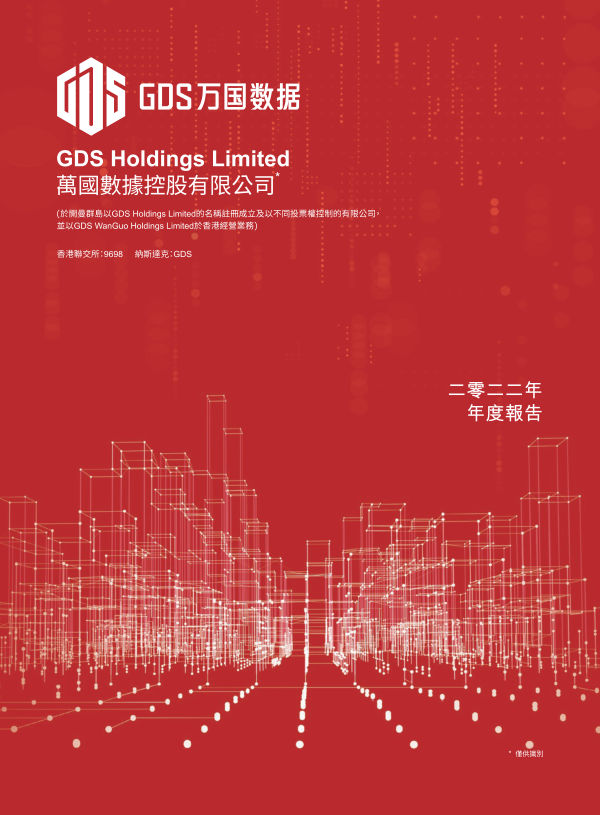 GDS
GDS 万国数据
GDS Holdings Limited
萬國數據控股有限公司*
(於開曼群島以GDS Holdings Limited的名稱註冊成立及以不同投票權控制的有限公司,
並以GDS WanGuo Holdings Limited於香港經營業務)
香港聯交所:9698 納斯達克:GDS
二零二二年
年度報告
* 僅供識別